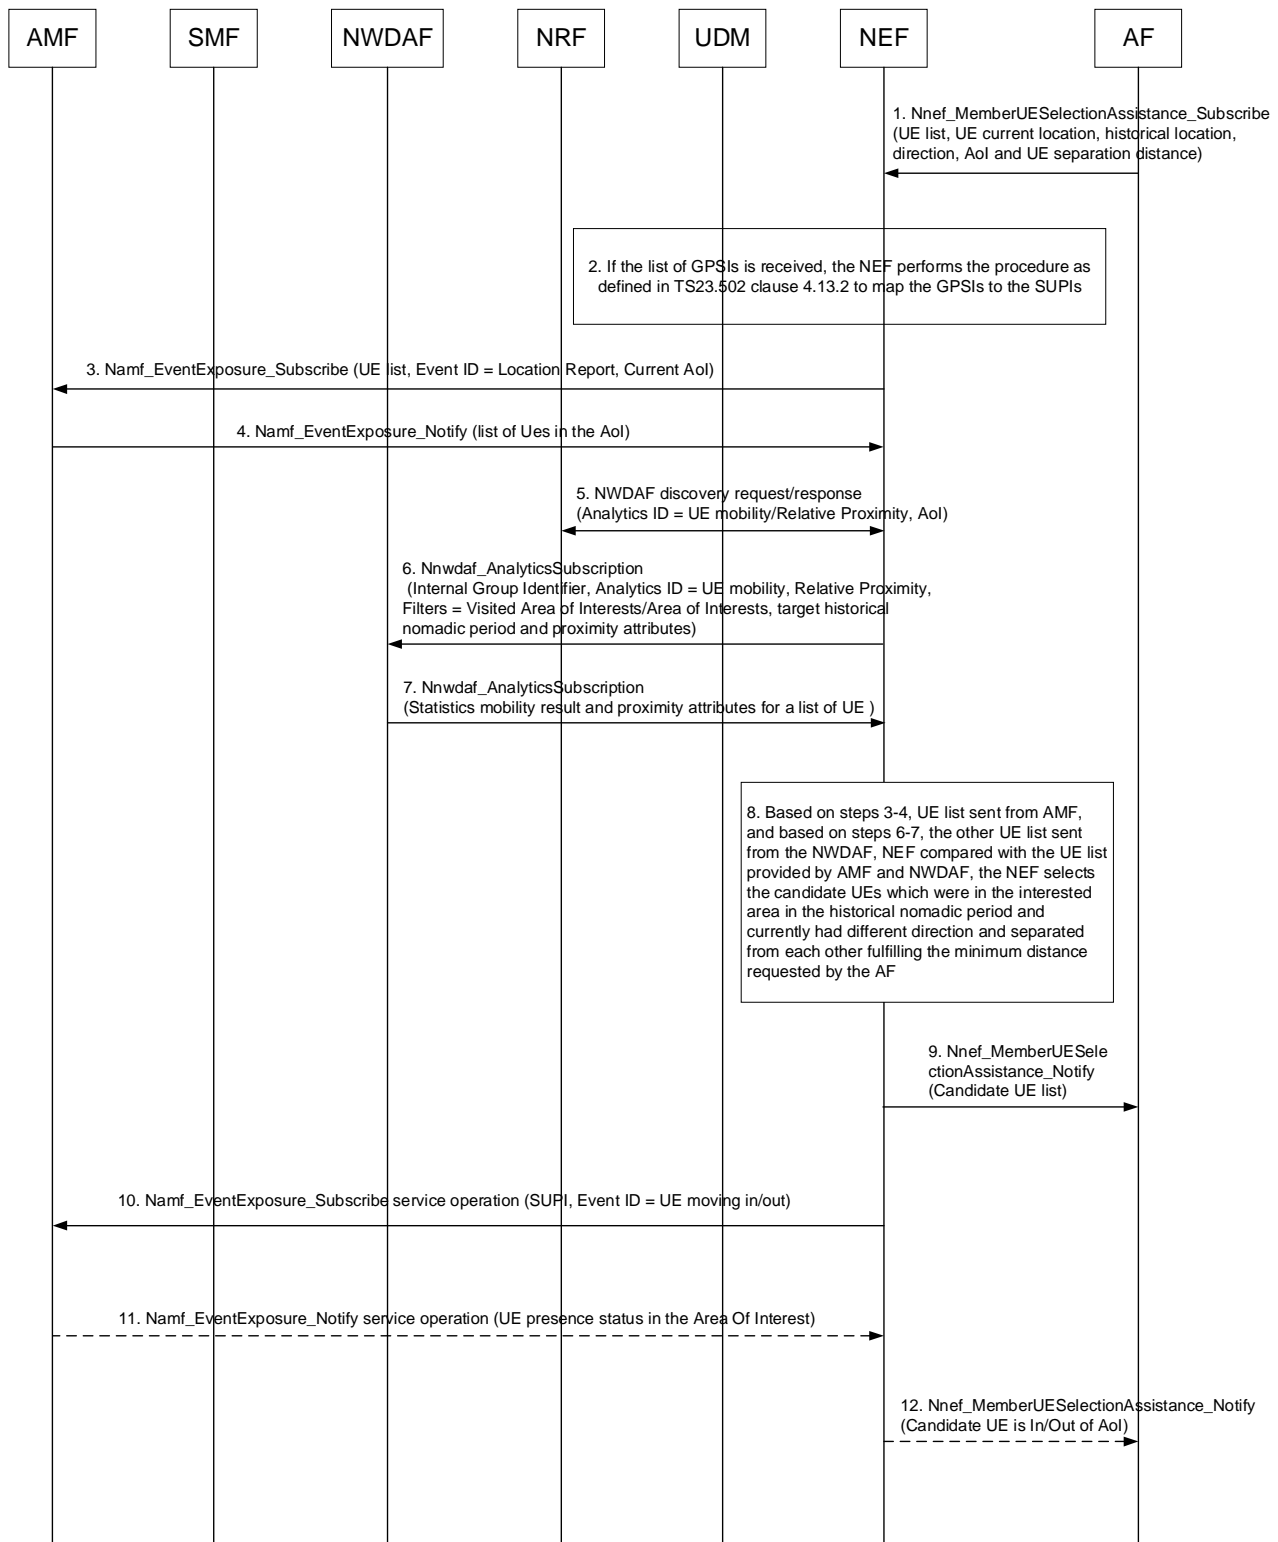 AMF
SMF
NWDAF
NRF
UDM
NEF
AF
1. Nnef_MemberUESelectionAssistance_Subscribe
(UE list, UE current location, historical location,
direction, AoI and UE separation distance)
2. If the list of GPSIs is received, the NEF performs the procedure as
defined in TS23.502 clause 4.13.2 to map the GPSIs to the SUPIs
3. Namf_EventExposure_Subscribe (UE list, Event ID = Location Report, Current AoI)
4. Namf_EventExposure_Notify (list of Ues in the AoI)
5. NWDAF discovery request/response
(Analytics ID = UE mobility/Relative Proximity, AoI)
6. Nnwdaf_AnalyticsSubscription
(Internal Group Identifier, Analytics ID = UE mobility, Relative Proximity,
Filters = Visited Area of Interests/Area of Interests, target historical
nomadic period and proximity attributes)
7. Nnwdaf_AnalyticsSubscription
(Statistics mobility result and proximity attributes for a list of UE )
8. Based on steps 3-4, UE list sent from AMF,
and based on steps 6-7, the other UE list sent
from the NWDAF, NEF compared with the UE list
provided by AMF and NWDAF, the NEF selects
the candidate UEs which were in the interested
area in the historical nomadic period and
currently had different direction and separated
from each other fulfilling the minimum distance
requested by the AF
9. Nnef_MemberUESele
ctionAssistance_Notify
(Candidate UE list)
10. Namf_EventExposure_Subscribe service operation (SUPI, Event ID = UE moving in/out)
11. Namf_EventExposure_Notify service operation (UE presence status in the Area Of Interest)
12. Nnef_MemberUESelectionAssistance_Notify
(Candidate UE is In/Out of AoI)